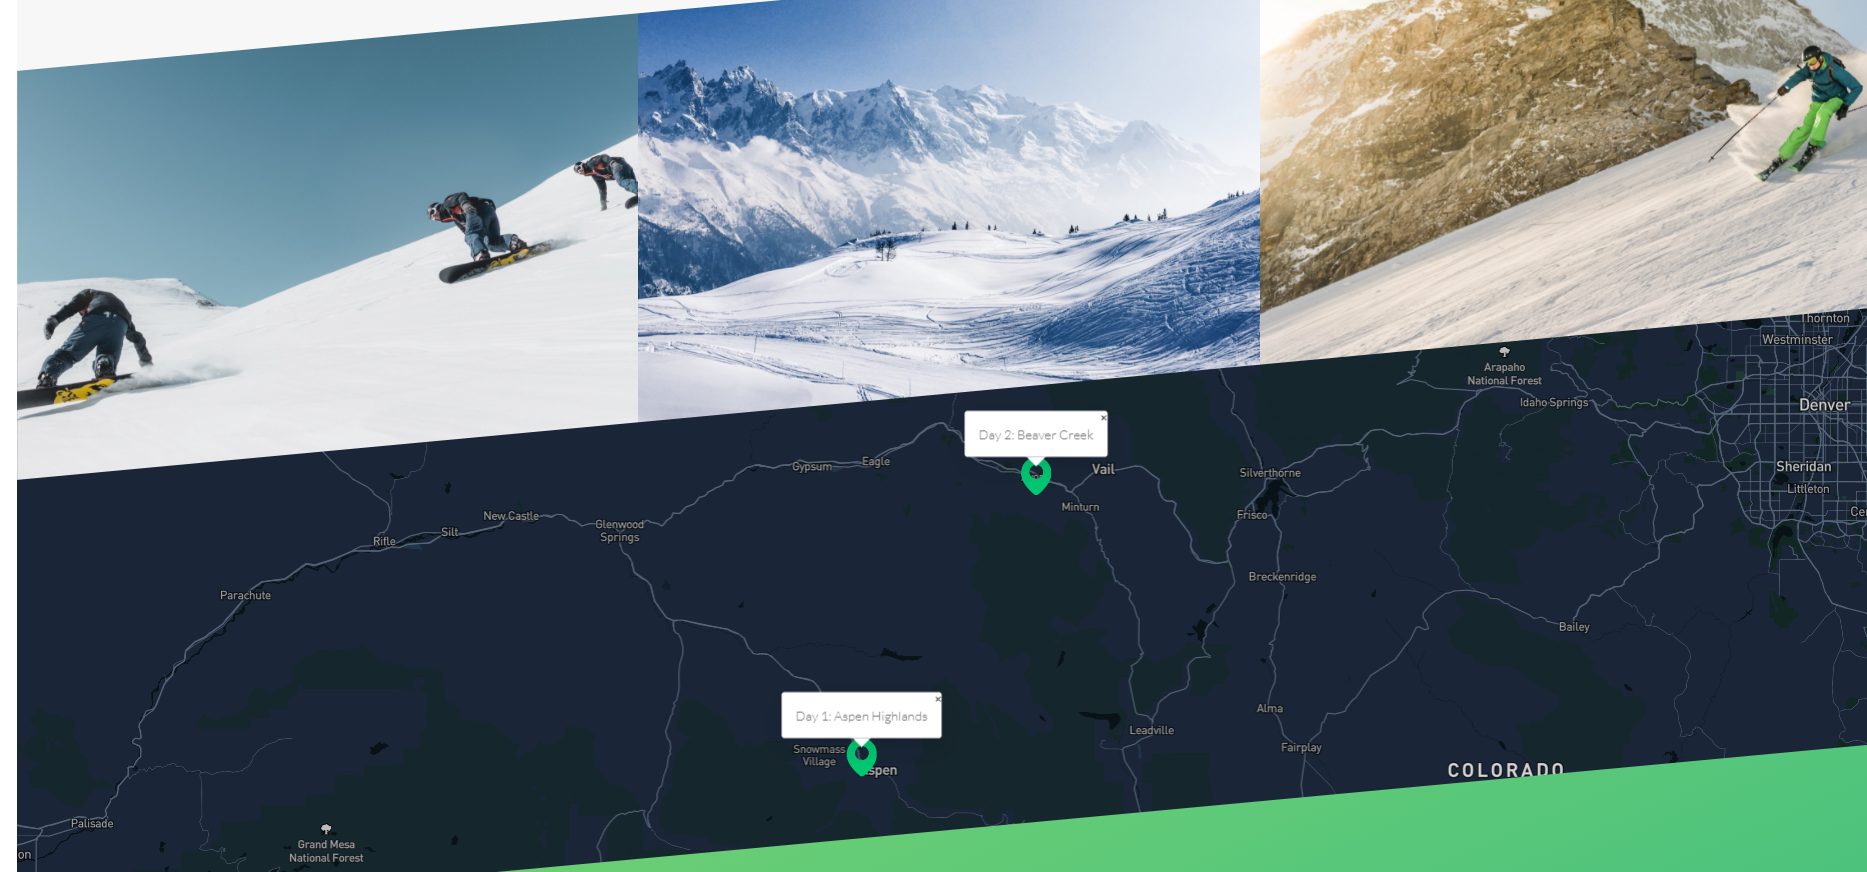 Thornton
Westminster
Arapaho
National Forest
Idaho Springs
Denver
Day 2: Beaver Creek
Gypsum
Eagle
Vail
Silverthorne
Sheridan
Littleton
Minturn
New Castle
Glenwood
Springs
Frisco
Silt
Rifle
Breckenridge
Parachute
Bailey
Day 1: Aspen Highlands
Alma
Leadville
Snowmass
Village
Fairplay
spen
COLORADO
Palisade
Grand Mesa
National Forest
on